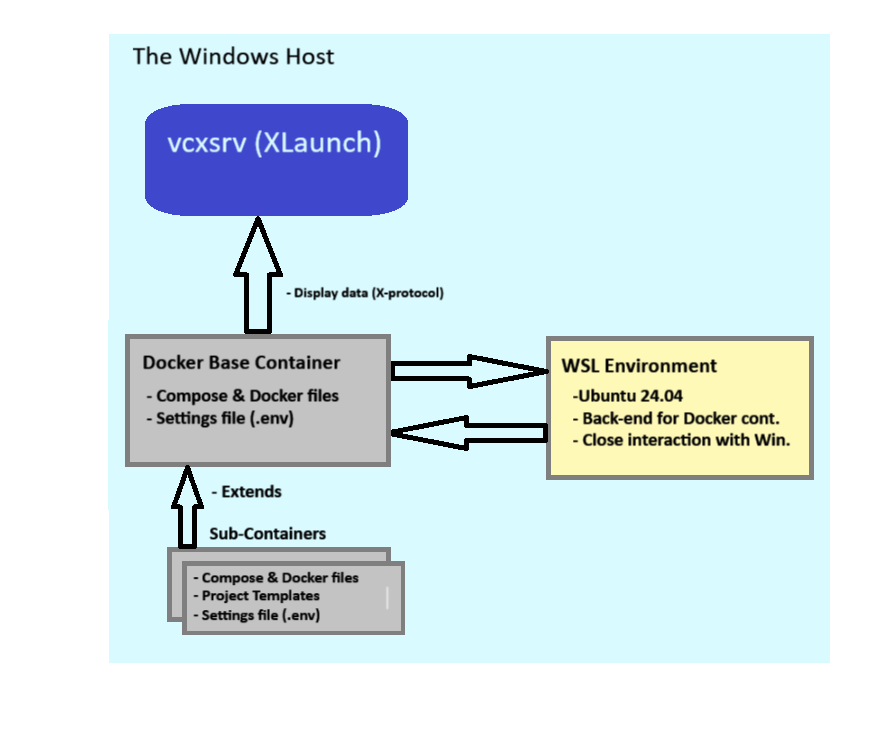 The Windows Host
vcxsrv (XLaunch)
- Display data (X-protocol)
Docker Base Container
- Compose & Docker files
- Settings file (.env)
WSL Environment
-Ubuntu 24.04
- Back-end for Docker cont.
- Close interaction with Win.
- Extends
Sub-Containers
- Compose & Docker files
- Project Templates
- Settings file (.env)